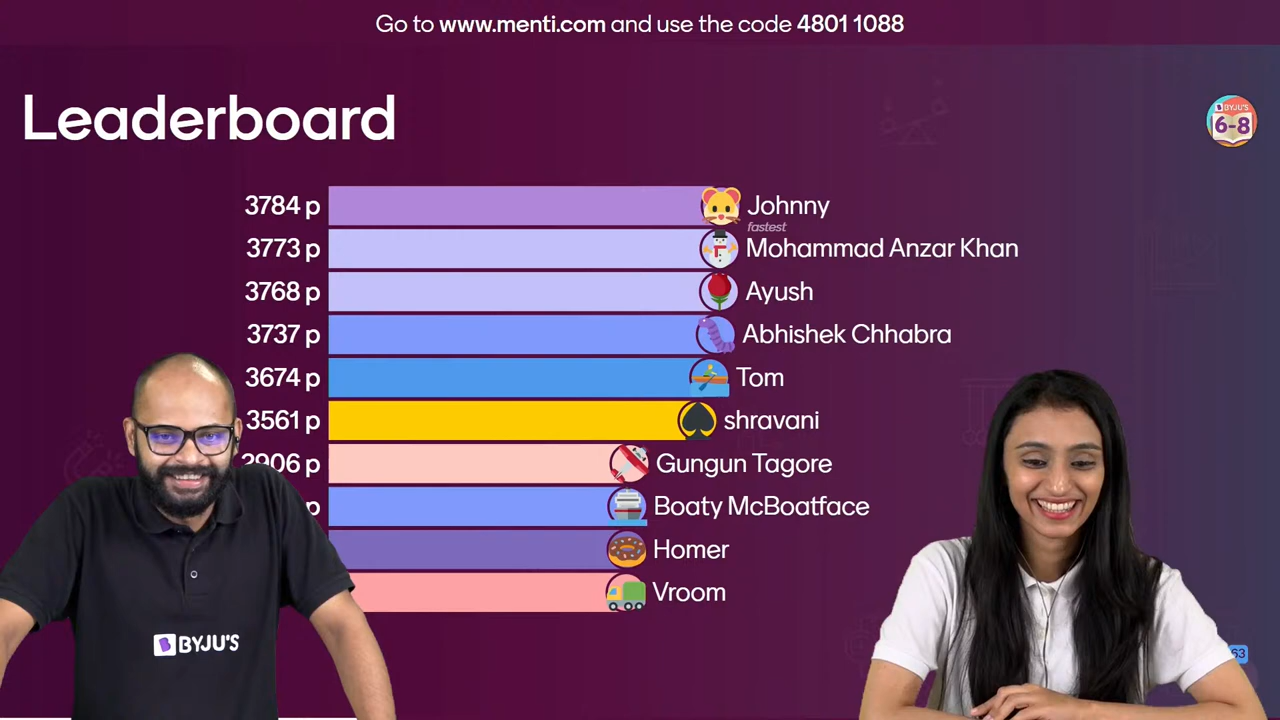 Go to www.menti.com and use the code 4801 1088
Leaderboard
BYJU'S
6-8
3784 p Johnny
fastest
3773 p Mohammad Anzar Khan
3768 p Ayush
3737 p Abhishek Chhabra
3674 p Tom
3561 p shravani
2906 p Gungun Tagore
p Boaty McBoatface
Homer
Vroom
BYJU'S
63